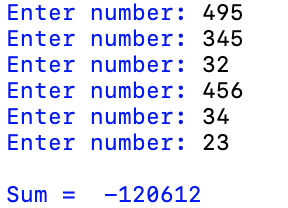 Enter number: 495
Enter number: 345
Enter number: 32
Enter number: 456
Enter number: 34
Enter number: 23
Sum =  -120612